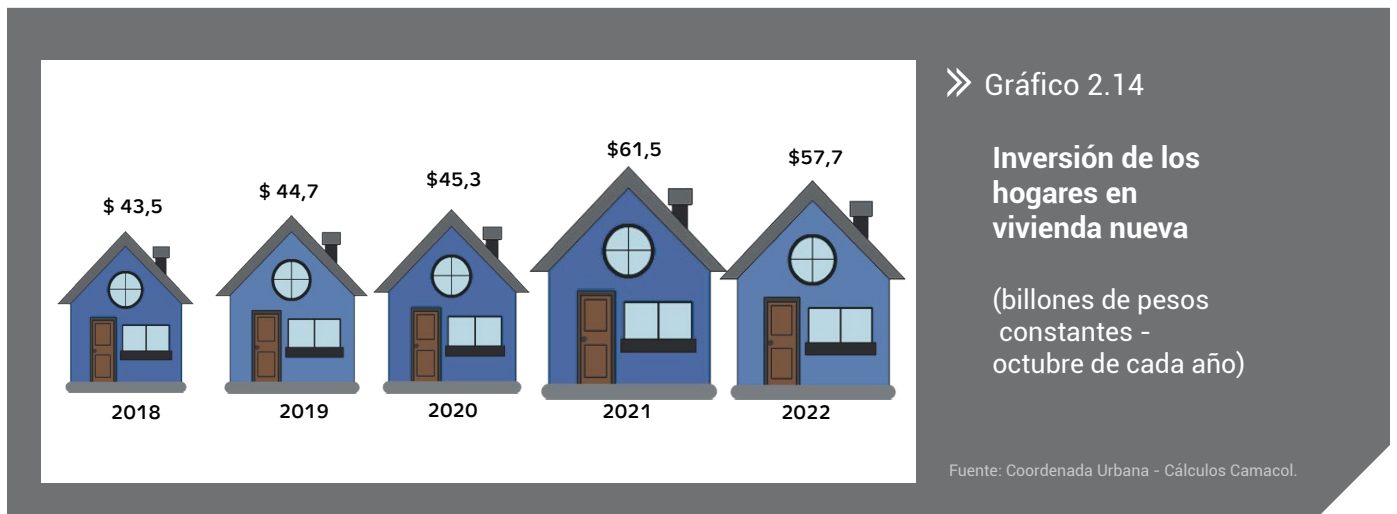 Gráfico 2.14
Inversión de los
hogares en
vivienda nueva
(billones de pesos
constantes -
octubre de cada año)
$ 43,5
$ 44,7
$45,3
$61,5
$57,7
2018
2019
2020
2021
2022
Fuente: Coordenada Urbana - Cálculos Camacol.